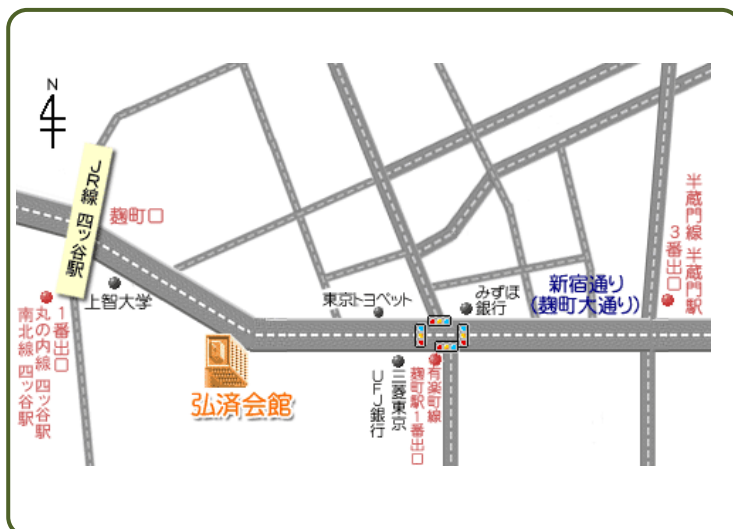 N
JR線 四ッ谷駅
麹町口
上智大学
1番出口
丸の内線 四ッ谷駅
南北線 四ッ谷駅
弘済会館
東京トヨペット
みずほ
銀行
新宿通り
(麹町大通り)
半蔵門線 半蔵門駅
3番出口
三菱東京
UFJ銀行
有楽町線
麹町駅1番出口